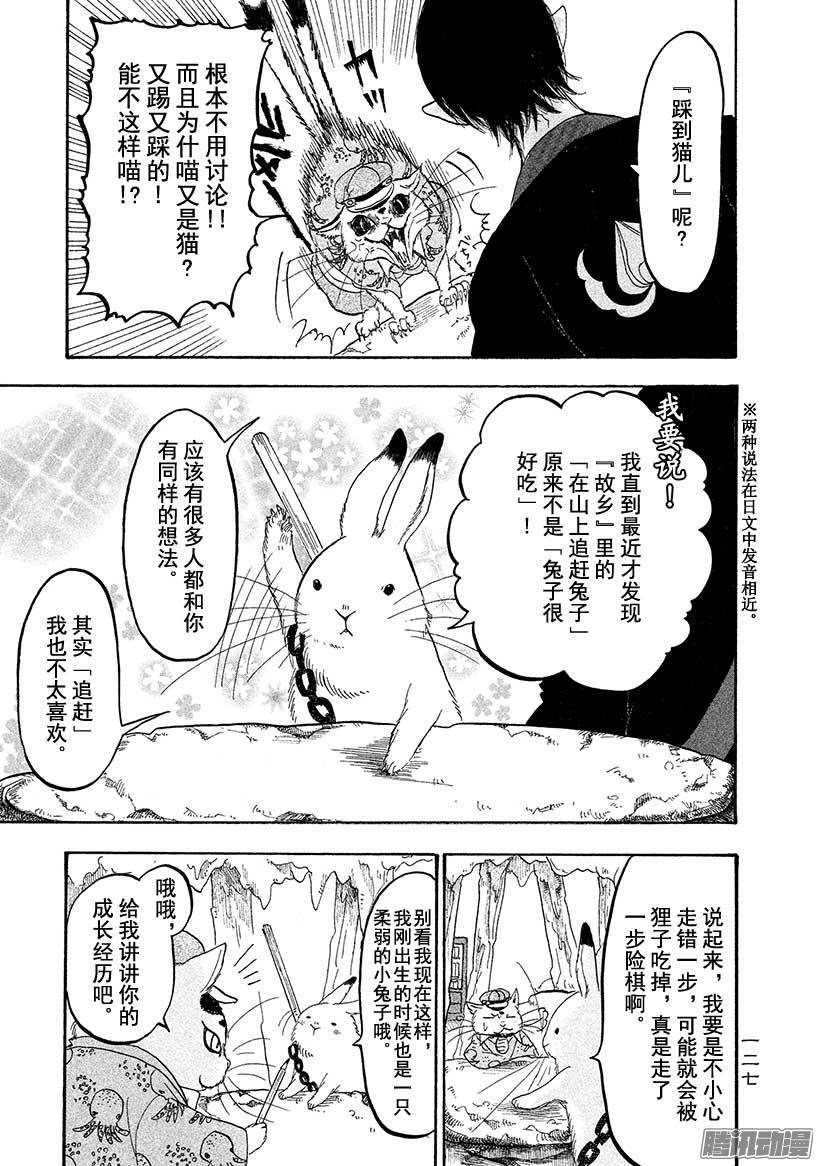 『踩到猫儿』呢？
根本不用讨论!!
而且为什喵又是猫？
又踢又踩的！
能不这样喵!?
※两种说法在日文中发音相近。
我要说！
我直到最近才发现
『故乡』里的
「在山上追赶兔子」
原来不是「兔子很
好吃」！
应该有很多人都和你
有同样的想法。
其实「追赶」
我也不太喜欢。
说起来，我要是不小心
走错一步，可能就会被
狸子吃掉，真是走了
一步险棋啊。
别看我现在这样，
我刚出生的时候也是一只
柔弱的小兔子哦。
哦哦，
给我讲讲你的
成长经历吧。
一二七
腾讯动漫